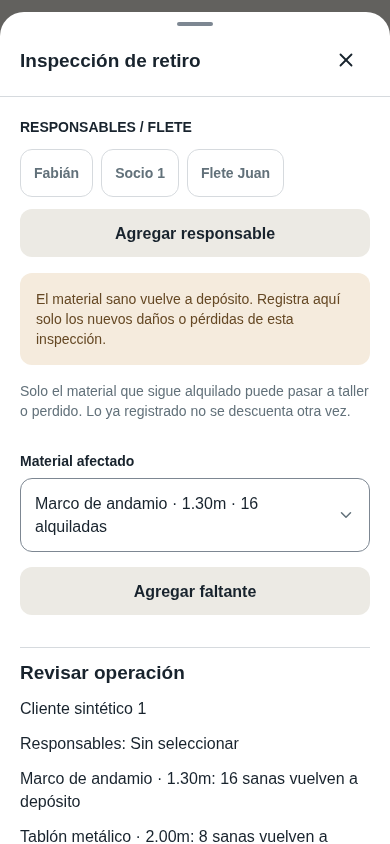 Inspección de retiro
RESPONSABLES / FLETE
Fabián
Socio 1
Flete Juan
Agregar responsable
El material sano vuelve a depósito. Registra aquí
solo los nuevos daños o pérdidas de esta
inspección.
Solo el material que sigue alquilado puede pasar a taller
o perdido. Lo ya registrado no se descuenta otra vez.
Material afectado
Marco de andamio · 1.30m · 16
alquiladas
Agregar faltante
Revisar operación
Cliente sintético 1
Responsables: Sin seleccionar
Marco de andamio · 1.30m: 16 sanas vuelven a
depósito
Tablón metálico · 2.00m: 8 sanas vuelven a